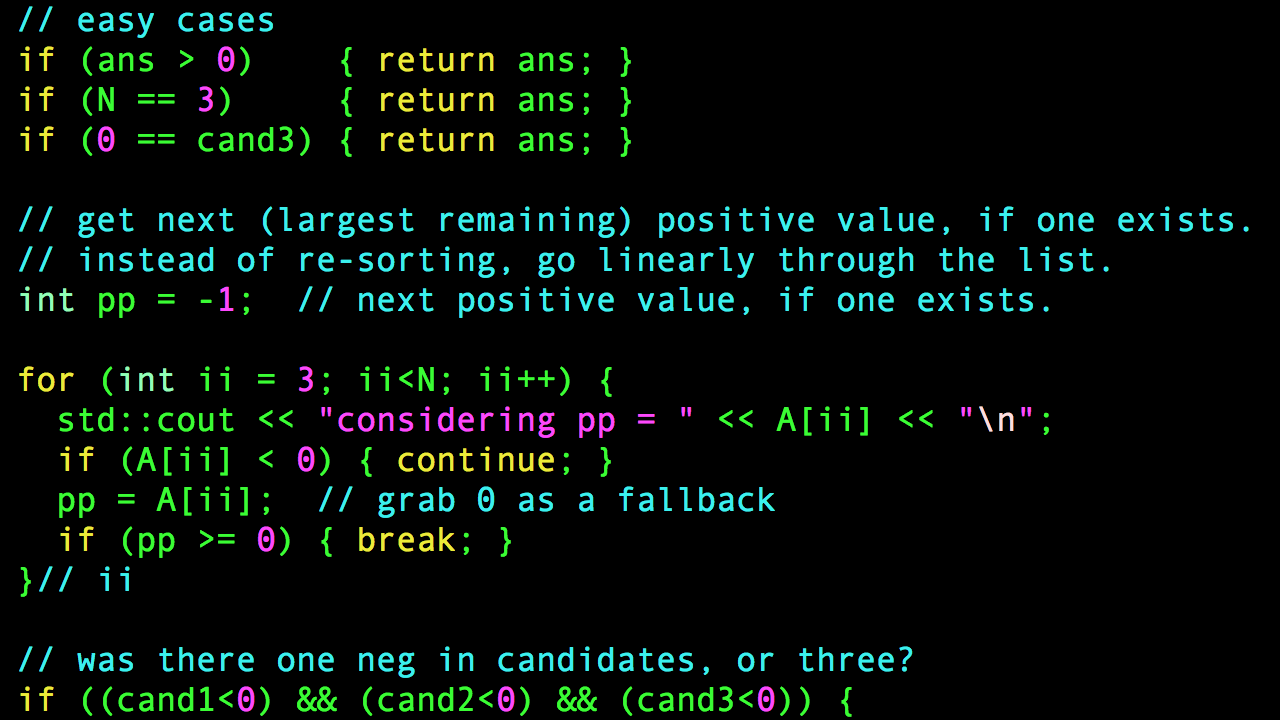 // easy cases
if (ans > 0)    { return ans; }
if (N == 3)     { return ans; }
if (0 == cand3) { return ans; }

// get next (largest remaining) positive value, if one exists.
// instead of re-sorting, go linearly through the list.
int pp = -1;  // next positive value, if one exists.

for (int ii = 3; ii<N; ii++) {
  std::cout << "considering pp = " << A[ii] << "\n";
  if (A[ii] < 0) { continue; }
  pp = A[ii];  // grab 0 as a fallback
  if (pp >= 0) { break; }
}// ii

// was there one neg in candidates, or three?
if ((cand1<0) && (cand2<0) && (cand3<0)) {